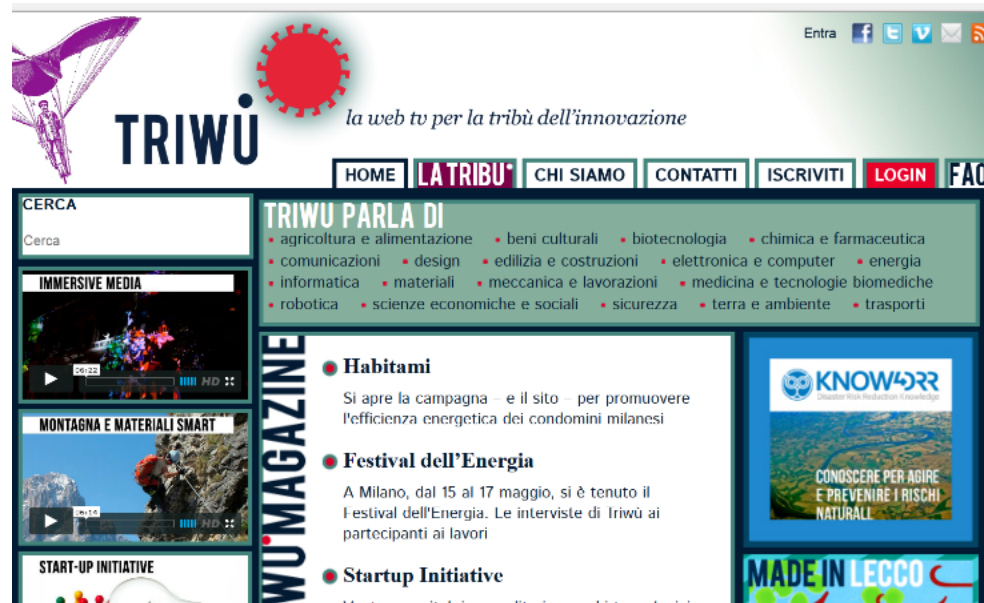 Entra
TRIWÙ
la web tv per la tribù dell'innovazione
HOME LA TRIBU' CHI SIAMO CONTATTI ISCRIVITI LOGIN FAQ
CERCA
Cerca
IMMERSIVE MEDIA
06:22
HD
MONTAGNA E MATERIALI SMART
06:14
HD
START-UP INITIATIVE
TRIWU PARLA DI
agricoltura e alimentazione • beni culturali • biotecnologia • chimica e farmaceutica
comunicazioni • design • edilizia e costruzioni • elettronica e computer • energia
informatica • materiali • meccanica e lavorazioni • medicina e tecnologie biomediche
robotica • scienze economiche e sociali • sicurezza • terra e ambiente • trasporti
WU MAGAZINE
Habitami
Si apre la campagna – e il sito – per promuovere
l'efficienza energetica dei condomini milanesi
Festival dell'Energia
A Milano, dal 15 al 17 maggio, si è tenuto il
Festival dell'Energia. Le interviste di Triwù ai
partecipanti ai lavori
Startup Initiative
KNOW4DRR
Disaster Risk Reduction Knowledge
CONOSCERE PER AGIRE
E PREVENIRE I RISCHI
NATURALI
MADE IN LECCO